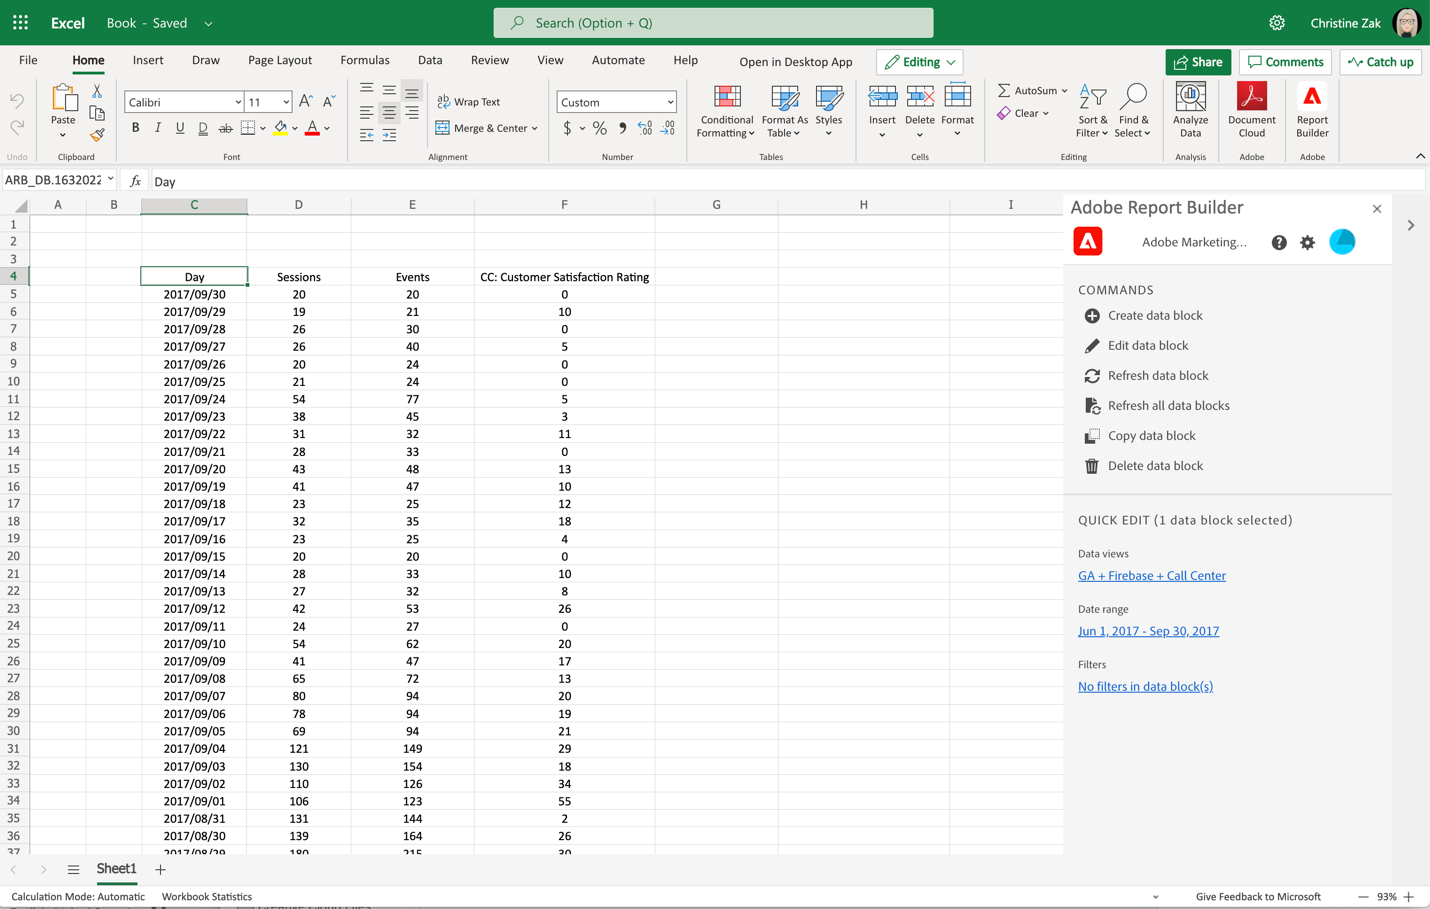 Excel Book - Saved Search (Option + Q) Christine Zak
File Home Insert Draw Page Layout Formulas Data Review View Automate Help Open in Desktop App Editing Share Comments Catch up
Paste Calibri 11 Wrap Text Custom Conditional Formatting Format As Table Styles Insert Delete Format AutoSum Sort & Filter Find & Select Analyze Data Document Cloud Report Builder
B I U D ab A Merge & Center $ % Clear
Undo Clipboard Font Alignment Number Tables Cells Editing Analysis Adobe Adobe
ARB_DB.1632022 fx Day
A B C D E F G H I
1
2
3
4 Day Sessions Events CC: Customer Satisfaction Rating
5 2017/09/30 20 20 0
6 2017/09/29 19 21 10
7 2017/09/28 26 30 0
8 2017/09/27 26 40 5
9 2017/09/26 20 24 0
10 2017/09/25 21 24 0
11 2017/09/24 54 77 5
12 2017/09/23 38 45 3
13 2017/09/22 31 32 11
14 2017/09/21 28 33 0
15 2017/09/20 43 48 13
16 2017/09/19 41 47 10
17 2017/09/18 23 25 12
18 2017/09/17 32 35 18
19 2017/09/16 23 25 4
20 2017/09/15 20 20 0
21 2017/09/14 28 33 10
22 2017/09/13 27 32 8
23 2017/09/12 42 53 26
24 2017/09/11 24 27 0
25 2017/09/10 54 62 20
26 2017/09/09 41 47 17
27 2017/09/08 65 72 13
28 2017/09/07 80 94 20
29 2017/09/06 78 94 19
30 2017/09/05 69 94 21
31 2017/09/04 121 149 29
32 2017/09/03 130 154 18
33 2017/09/02 110 126 34
34 2017/09/01 106 123 55
35 2017/08/31 131 144 2
36 2017/08/30 139 164 26
37 2017/08/29 180 215 30
Adobe Report Builder
Adobe Marketing...
COMMANDS
Create data block
Edit data block
Refresh data block
Refresh all data blocks
Copy data block
Delete data block
QUICK EDIT (1 data block selected)
Data views
GA + Firebase + Call Center
Date range
Jun 1, 2017 - Sep 30, 2017
Filters
No filters in data block(s)
Sheet1
Calculation Mode: Automatic Workbook Statistics Give Feedback to Microsoft 93%